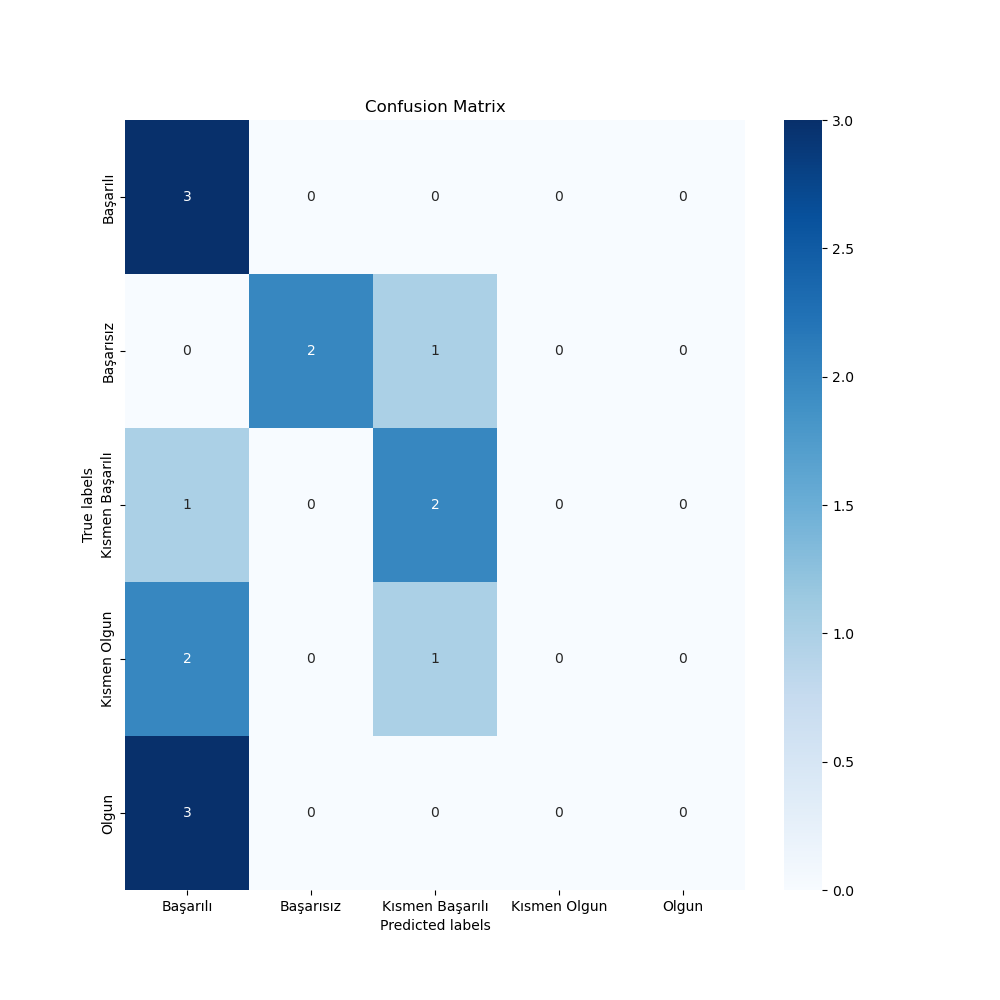 Confusion Matrix
True labels
Başarılı
3 0 0 0 0
Başarısız
0 2 1 0 0
Kısmen Başarılı
1 0 2 0 0
Kısmen Olgun
2 0 1 0 0
Olgun
3 0 0 0 0
Başarılı Başarısız Kısmen Başarılı Kısmen Olgun Olgun
Predicted labels
3.0
2.5
2.0
1.5
1.0
0.5
0.0